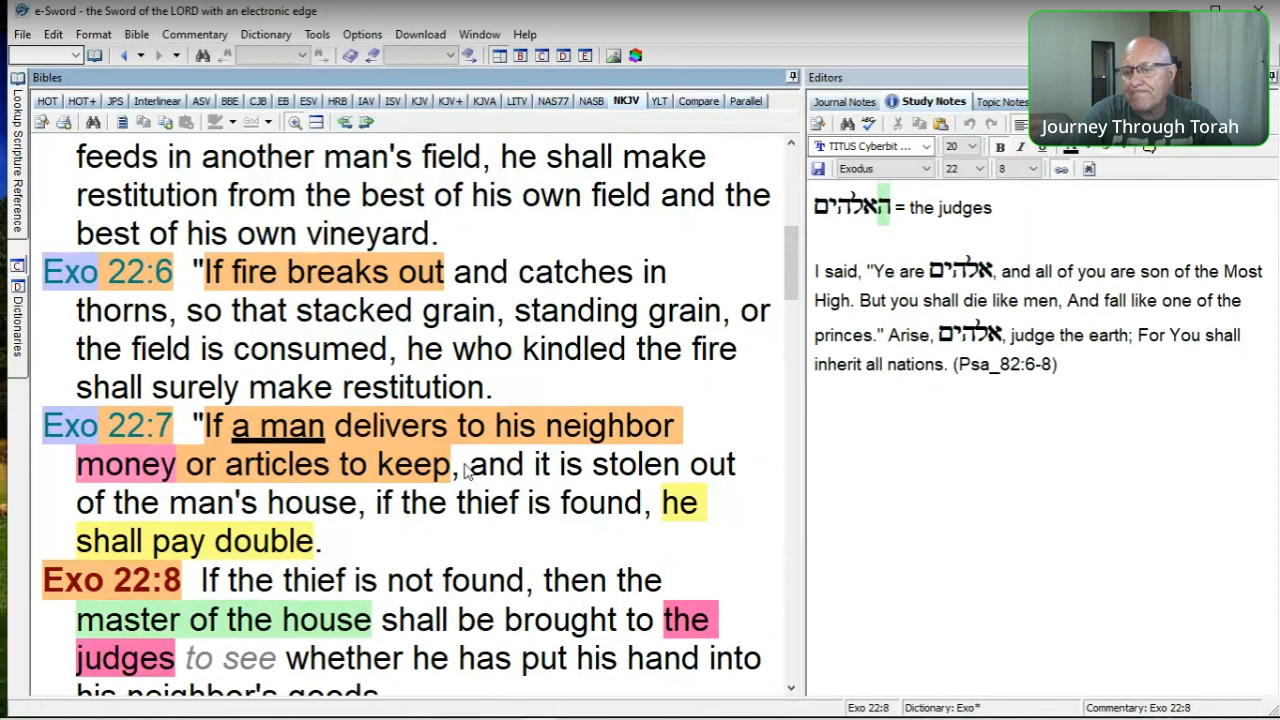 e-Sword - the Sword of the LORD with an electronic edge
File Edit Format Bible Commentary Dictionary Tools Options Download Window Help
B C D E
Bibles
HOT HOT+ JPS Interlinear ASV BBE CJB EB ESV HRB IAV ISV KJV KJV+ KJVA LITV NAS77 NASB NKJV YLT Compare Parallel
God
Lookup Scripture Reference
C
D Dictionaries
feeds in another man's field, he shall make
restitution from the best of his own field and the
best of his own vineyard.
Exo 22:6 "If fire breaks out and catches in
thorns, so that stacked grain, standing grain, or
the field is consumed, he who kindled the fire
shall surely make restitution.
Exo 22:7 "If a man delivers to his neighbor
money or articles to keep, and it is stolen out
of the man's house, if the thief is found, he
shall pay double.
Exo 22:8 If the thief is not found, then the
master of the house shall be brought to the
judges to see whether he has put his hand into
his neighbor's goods.
Editors
Journal Notes Study Notes Topic Notes
Journey Through Torah
TITUS Cyberbit ... 20 B I
Exodus 22 8
האלהים = the judges
I said, "Ye are אלהים, and all of you are son of the Most
High. But you shall die like men, And fall like one of the
princes." Arise, אלהים, judge the earth; For You shall
inherit all nations. (Psa_82:6-8)
Exo 22:8 Dictionary: Exo* Commentary: Exo 22:8